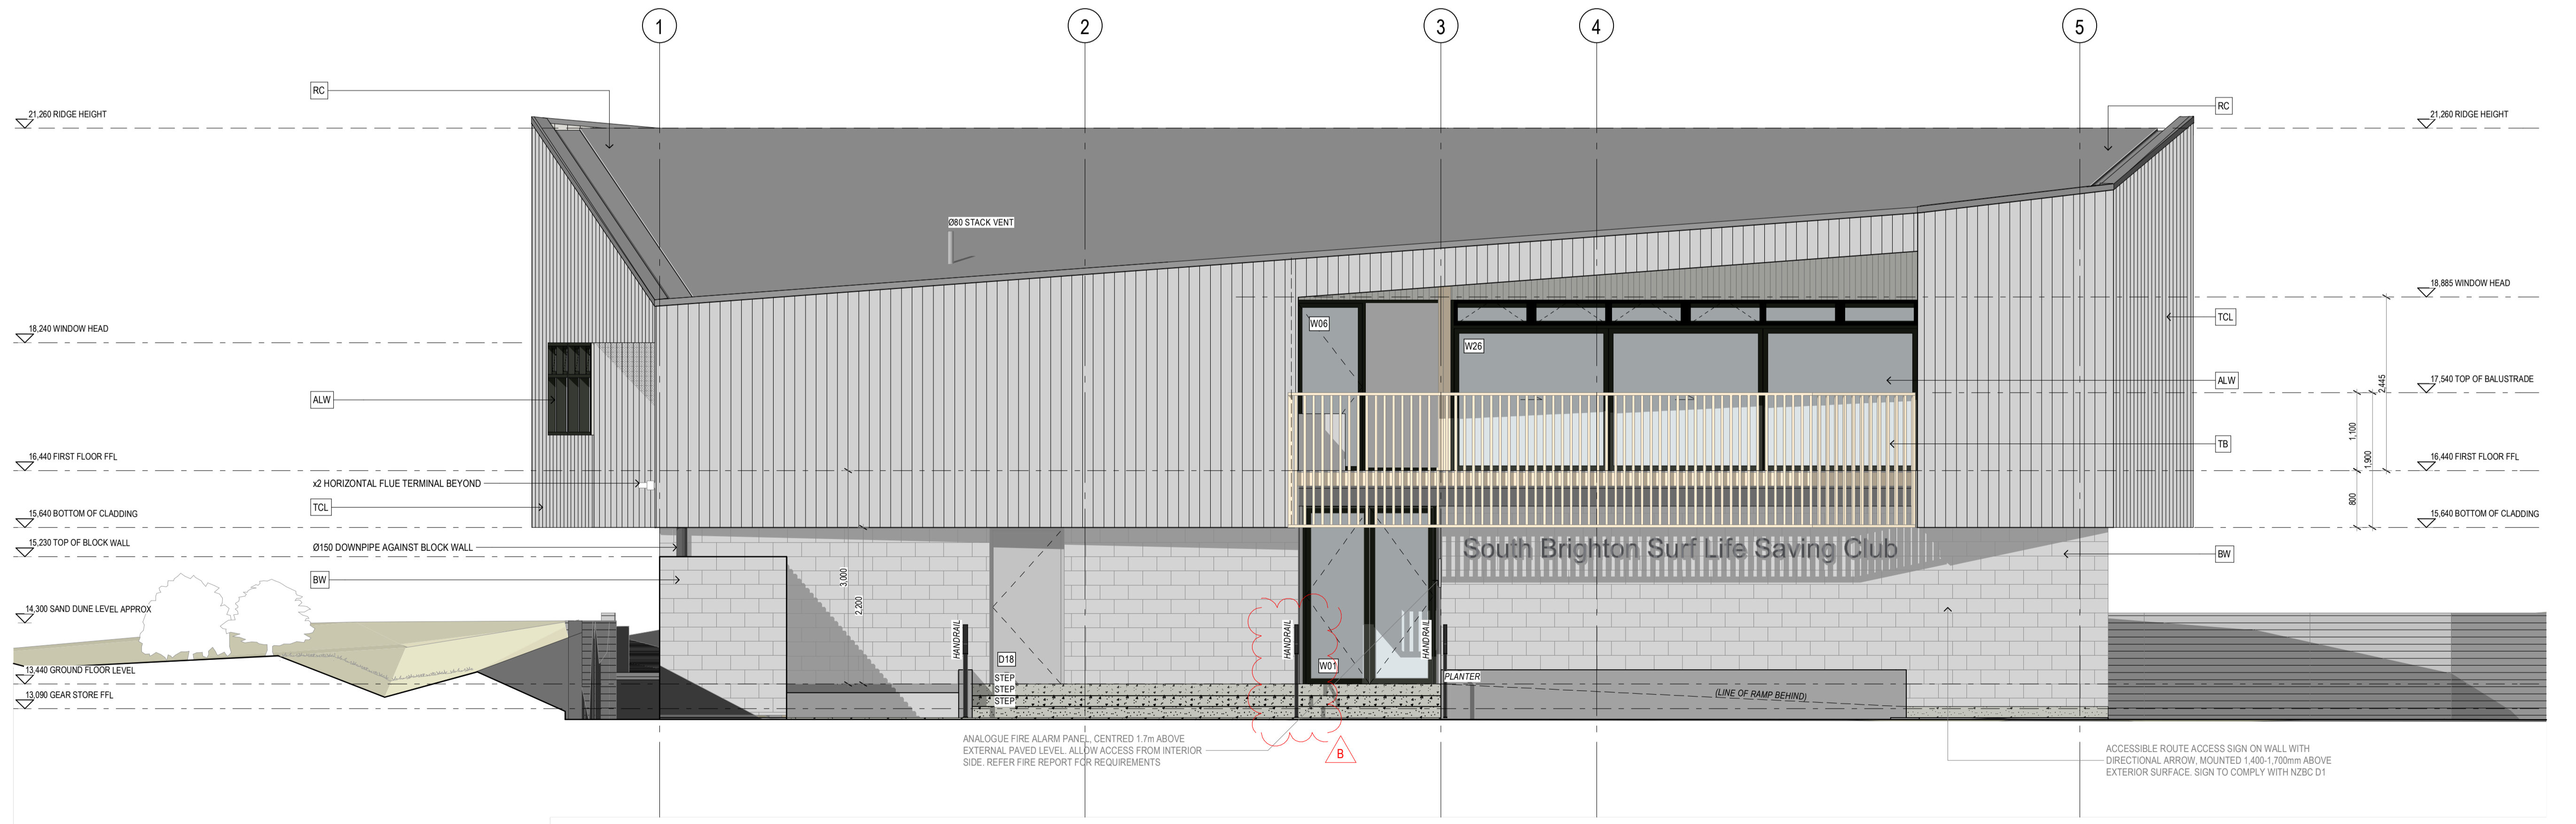 1
2
3
4
5
RC
RC
21,260 RIDGE HEIGHT
21,260 RIDGE HEIGHT
Ø80 STACK VENT
18,885 WINDOW HEAD
18,240 WINDOW HEAD
W06
TCL
W26
ALW
ALW
17,540 TOP OF BALUSTRADE
2,445
1,100
1,900
800
TB
16,440 FIRST FLOOR FFL
16,440 FIRST FLOOR FFL
x2 HORIZONTAL FLUE TERMINAL BEYOND
TCL
15,640 BOTTOM OF CLADDING
15,640 BOTTOM OF CLADDING
15,230 TOP OF BLOCK WALL
Ø150 DOWNPIPE AGAINST BLOCK WALL
South Brighton Surf Life Saving Club
BW
BW
3,000
2,200
14,300 SAND DUNE LEVEL APPROX
HANDRAIL
HANDRAIL
HANDRAIL
D18
W01
13,440 GROUND FLOOR LEVEL
STEP
STEP
STEP
PLANTER
(LINE OF RAMP BEHIND)
13,090 GEAR STORE FFL
ANALOGUE FIRE ALARM PANEL, CENTRED 1.7m ABOVE
EXTERNAL PAVED LEVEL. ALLOW ACCESS FROM INTERIOR
SIDE. REFER FIRE REPORT FOR REQUIREMENTS
B
ACCESSIBLE ROUTE ACCESS SIGN ON WALL WITH
DIRECTIONAL ARROW, MOUNTED 1,400-1,700mm ABOVE
EXTERIOR SURFACE. SIGN TO COMPLY WITH NZBC D1